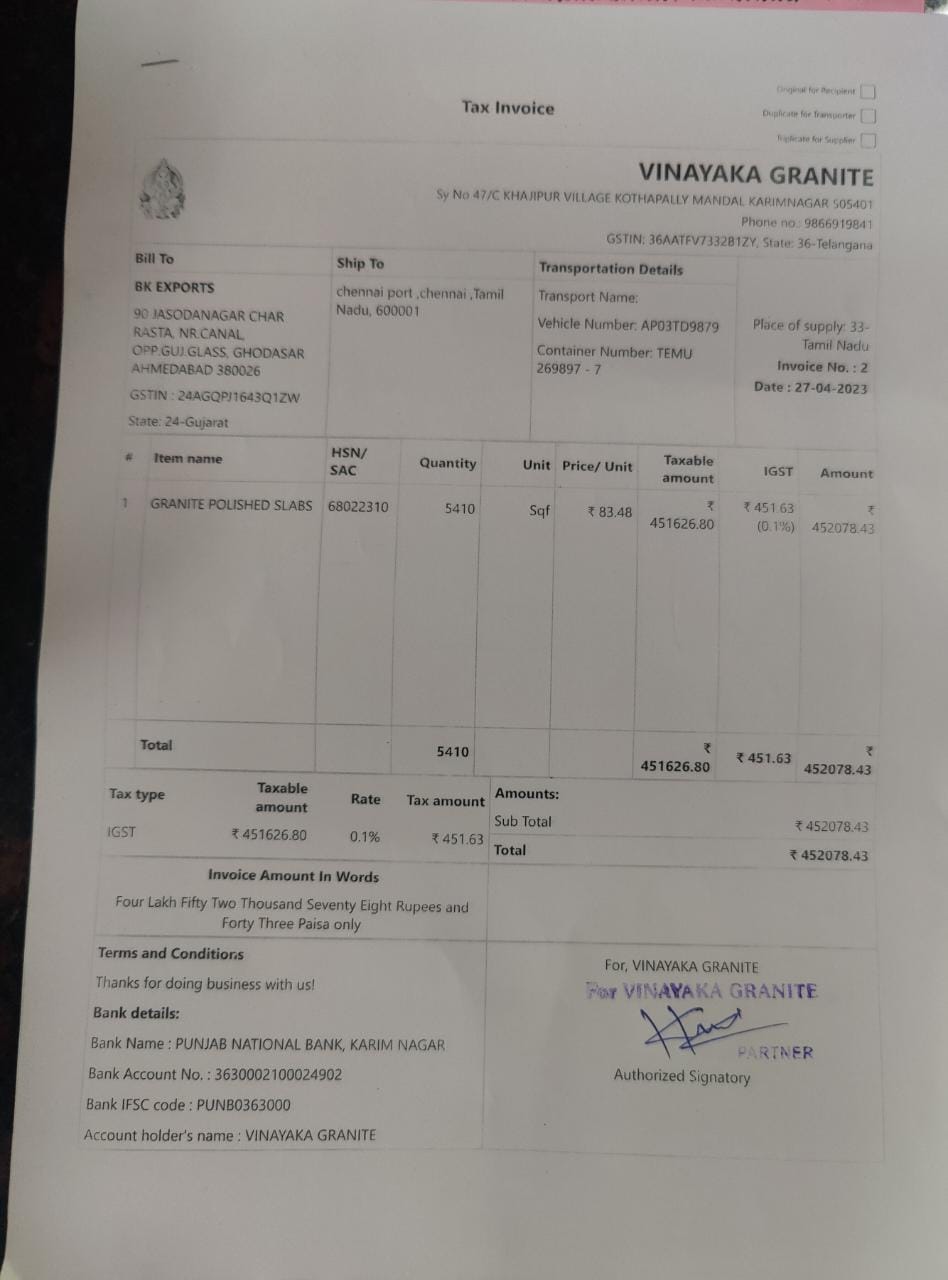 Original for Recipient
Tax Invoice
Duplicate for Transporter
Triplicate for Supplier
VINAYAKA GRANITE
Sy No 47/C KHAJIPUR VILLAGE KOTHAPALLY MANDAL KARIMNAGAR 505401
Phone no.: 9866919841
GSTIN: 36AATFV7332B1ZY, State: 36-Telangana
Bill To
BK EXPORTS
90 JASODANAGAR CHAR
RASTA, NR.CANAL,
OPP.GUJ.GLASS, GHODASAR
AHMEDABAD 380026
GSTIN : 24AGQPJ1643Q1ZW
State: 24-Gujarat
Ship To
chennai port ,chennai ,Tamil
Nadu, 600001
Transportation Details
Transport Name:
Vehicle Number: AP03TD9879
Container Number: TEMU
269897 - 7
Place of supply: 33-
Tamil Nadu
Invoice No. : 2
Date : 27-04-2023
# Item name HSN/ SAC Quantity Unit Price/ Unit Taxable amount IGST Amount
1 GRANITE POLISHED SLABS 68022310 5410 Sqf ₹ 83.48 ₹ 451626.80 ₹ 451.63 (0.1%) ₹ 452078.43
Total 5410 ₹ 451626.80 ₹ 451.63 ₹ 452078.43
Tax type Taxable amount Rate Tax amount
IGST ₹ 451626.80 0.1% ₹ 451.63
Amounts:
Sub Total ₹ 452078.43
Total ₹ 452078.43
Invoice Amount In Words
Four Lakh Fifty Two Thousand Seventy Eight Rupees and
Forty Three Paisa only
Terms and Conditions
Thanks for doing business with us!
Bank details:
Bank Name : PUNJAB NATIONAL BANK, KARIM NAGAR
Bank Account No. : 3630002100024902
Bank IFSC code : PUNB0363000
Account holder's name : VINAYAKA GRANITE
For, VINAYAKA GRANITE
For VINAYAKA GRANITE
PARTNER
Authorized Signatory